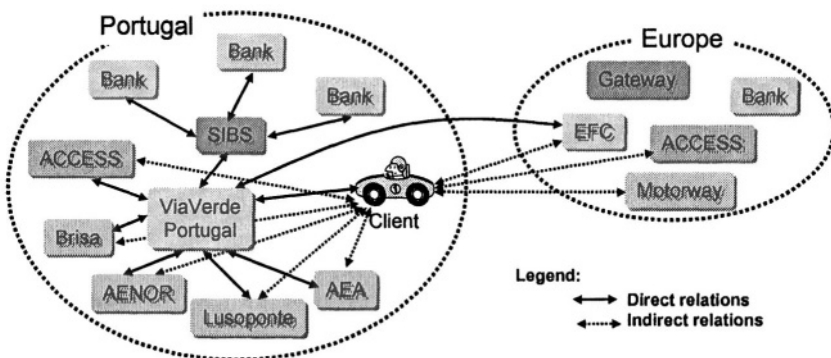 Portugal
Europe
Bank
Bank
Bank
Gateway
Bank
SIBS
EFC
ACCESS
ACCESS
ViaVerde
Portugal
Client
Motorway
Brisa
AENOR
Lusoponte
AEA
Legend:
Direct relations
Indirect relations